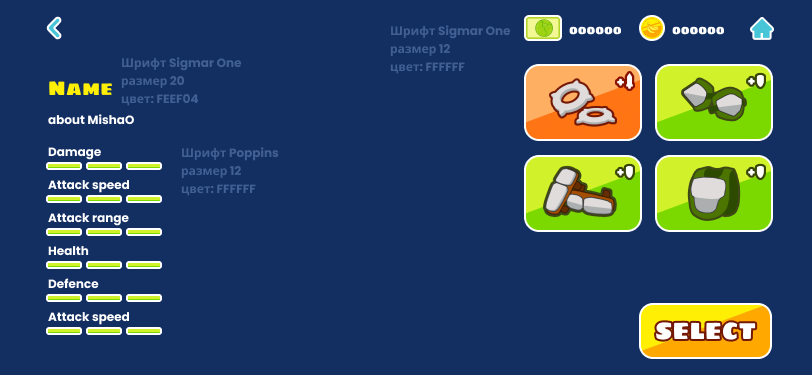 Шрифт Sigmar One
размер 12
цвет: FFFFFF
000000
000000
Шрифт Sigmar One
размер 20
цвет: FEEF04
Name
about MishaO
Damage
Шрифт Poppins
размер 12
цвет: FFFFFF
Attack speed
Attack range
Health
Defence
Attack speed
+
+
+
+
SELECT